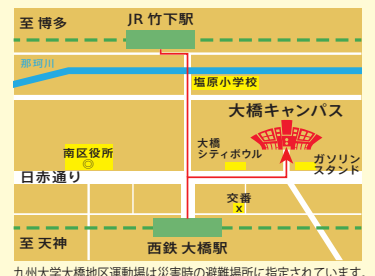 至 博多
JR 竹下駅
那珂川
塩原小学校
大橋キャンパス
大橋
シティボウル
南区役所
◎
ガソリン
スタンド
日赤通り
交番
X
至 天神
西鉄 大橋駅
九州大学大橋地区運動場は災害時の避難場所に指定されています。